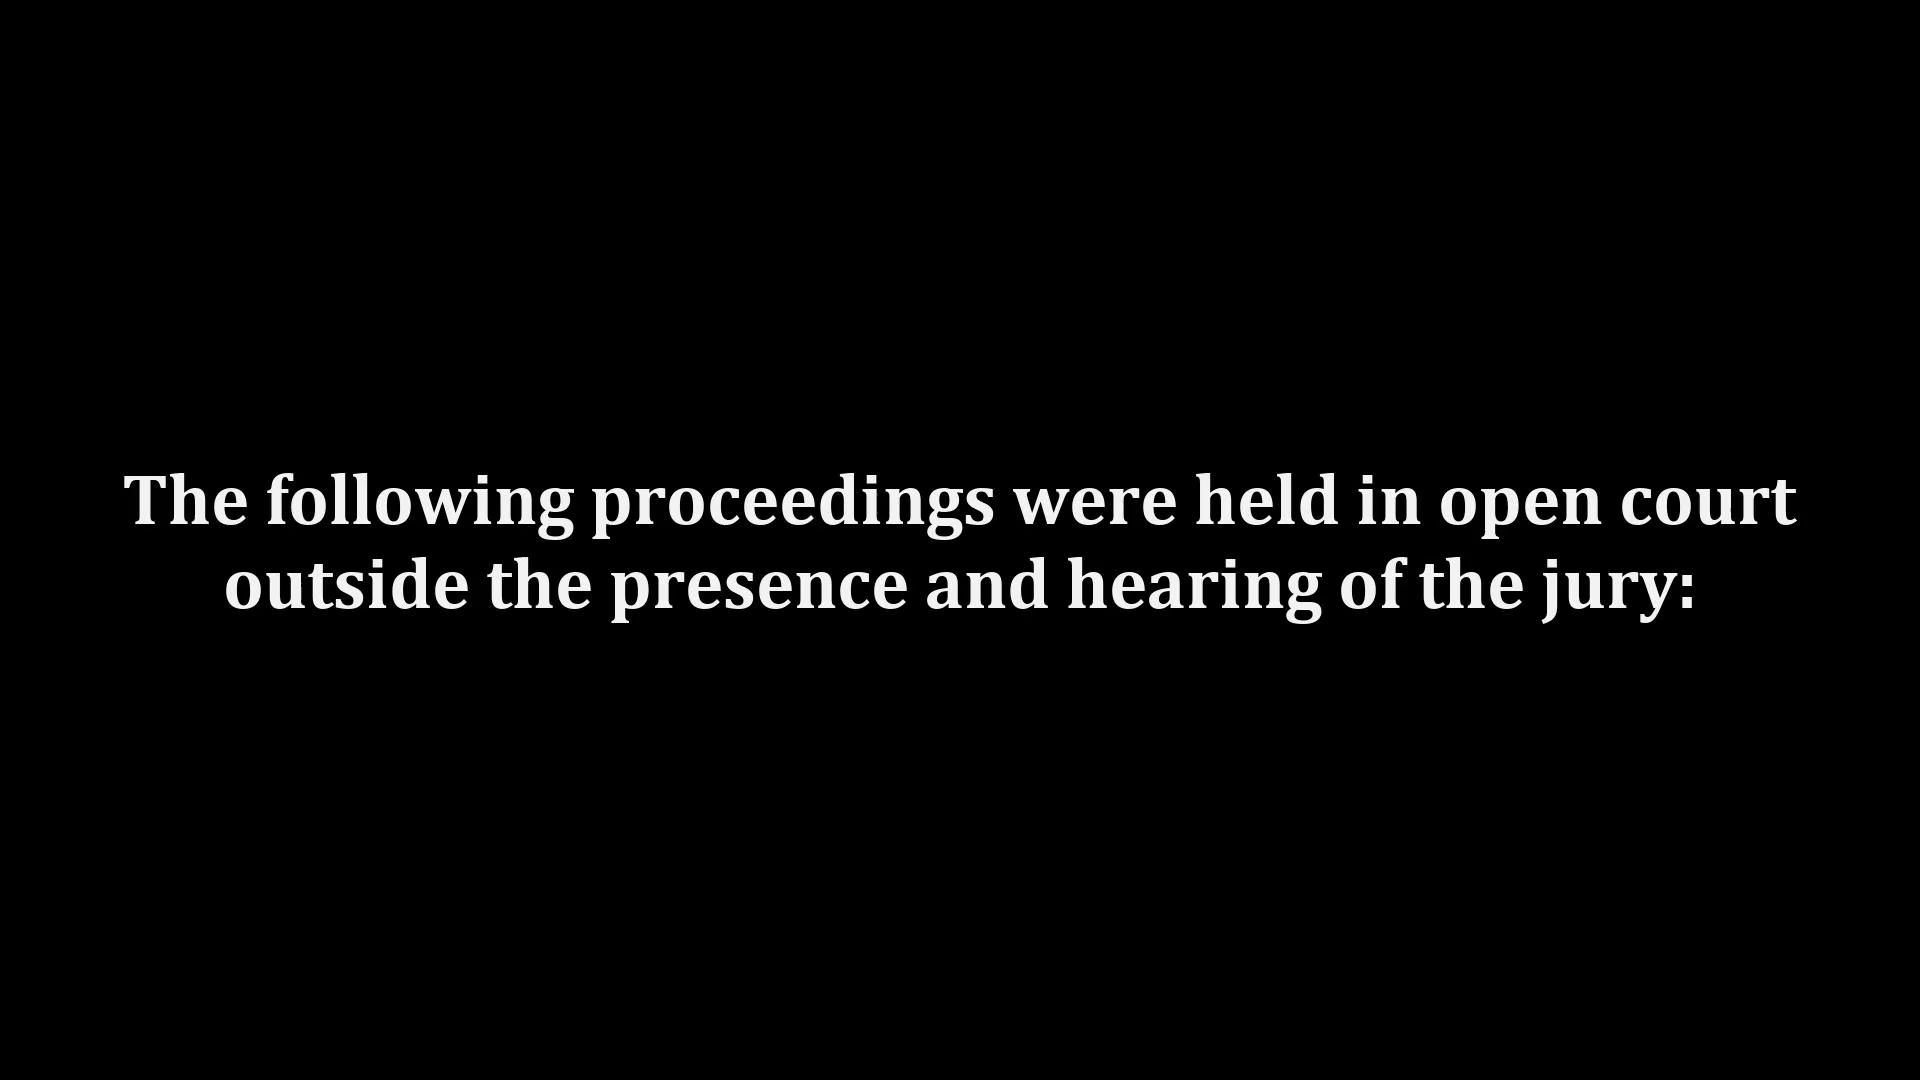 The following proceedings were held in open court
outside the presence and hearing of the jury: